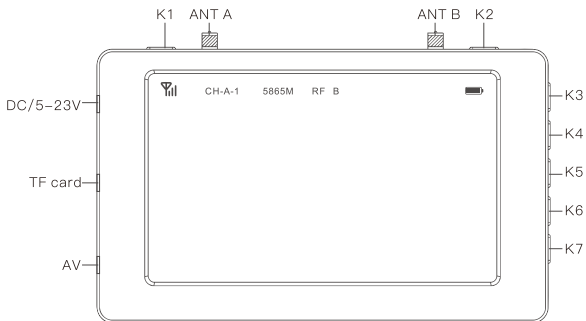 K1 ANT A ANT B K2
CH-A-1 5865M RF B
DC/5-23V
TF card
AV
K3
K4
K5
K6
K7